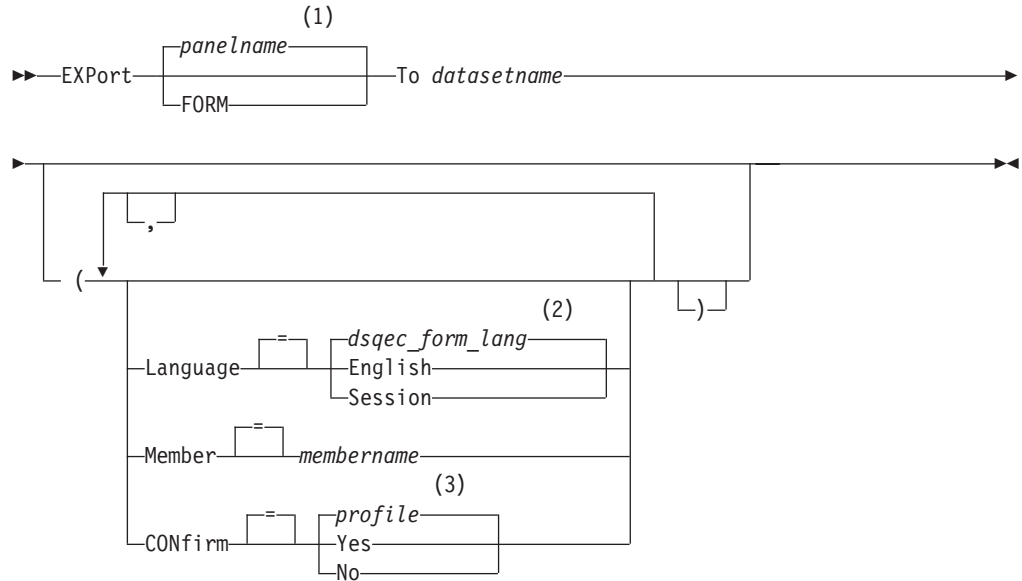 (1)
panelname
EXPort To datasetname
FORM
,
( )
(2)
= dsqec_form_lang
Language English
Session
=
Member membername
(3)
= profile
CONfirm Yes
No